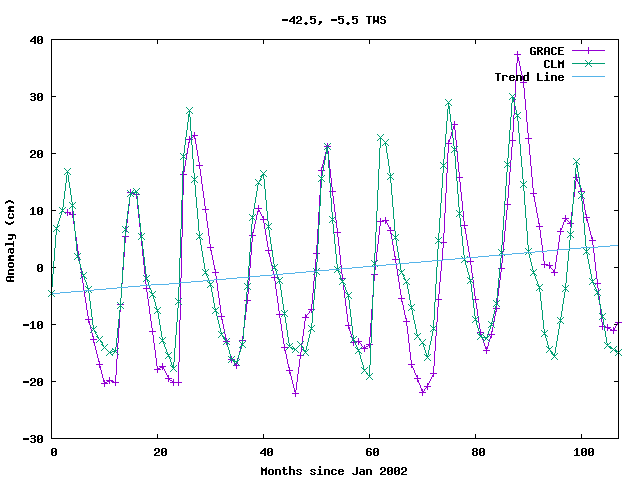 -42.5, -5.5 TWS
GRACE
CLM
Trend Line
40
30
20
10
0
-10
-20
-30
Anomaly (cm)
0 20 40 60 80 100
Months since Jan 2002